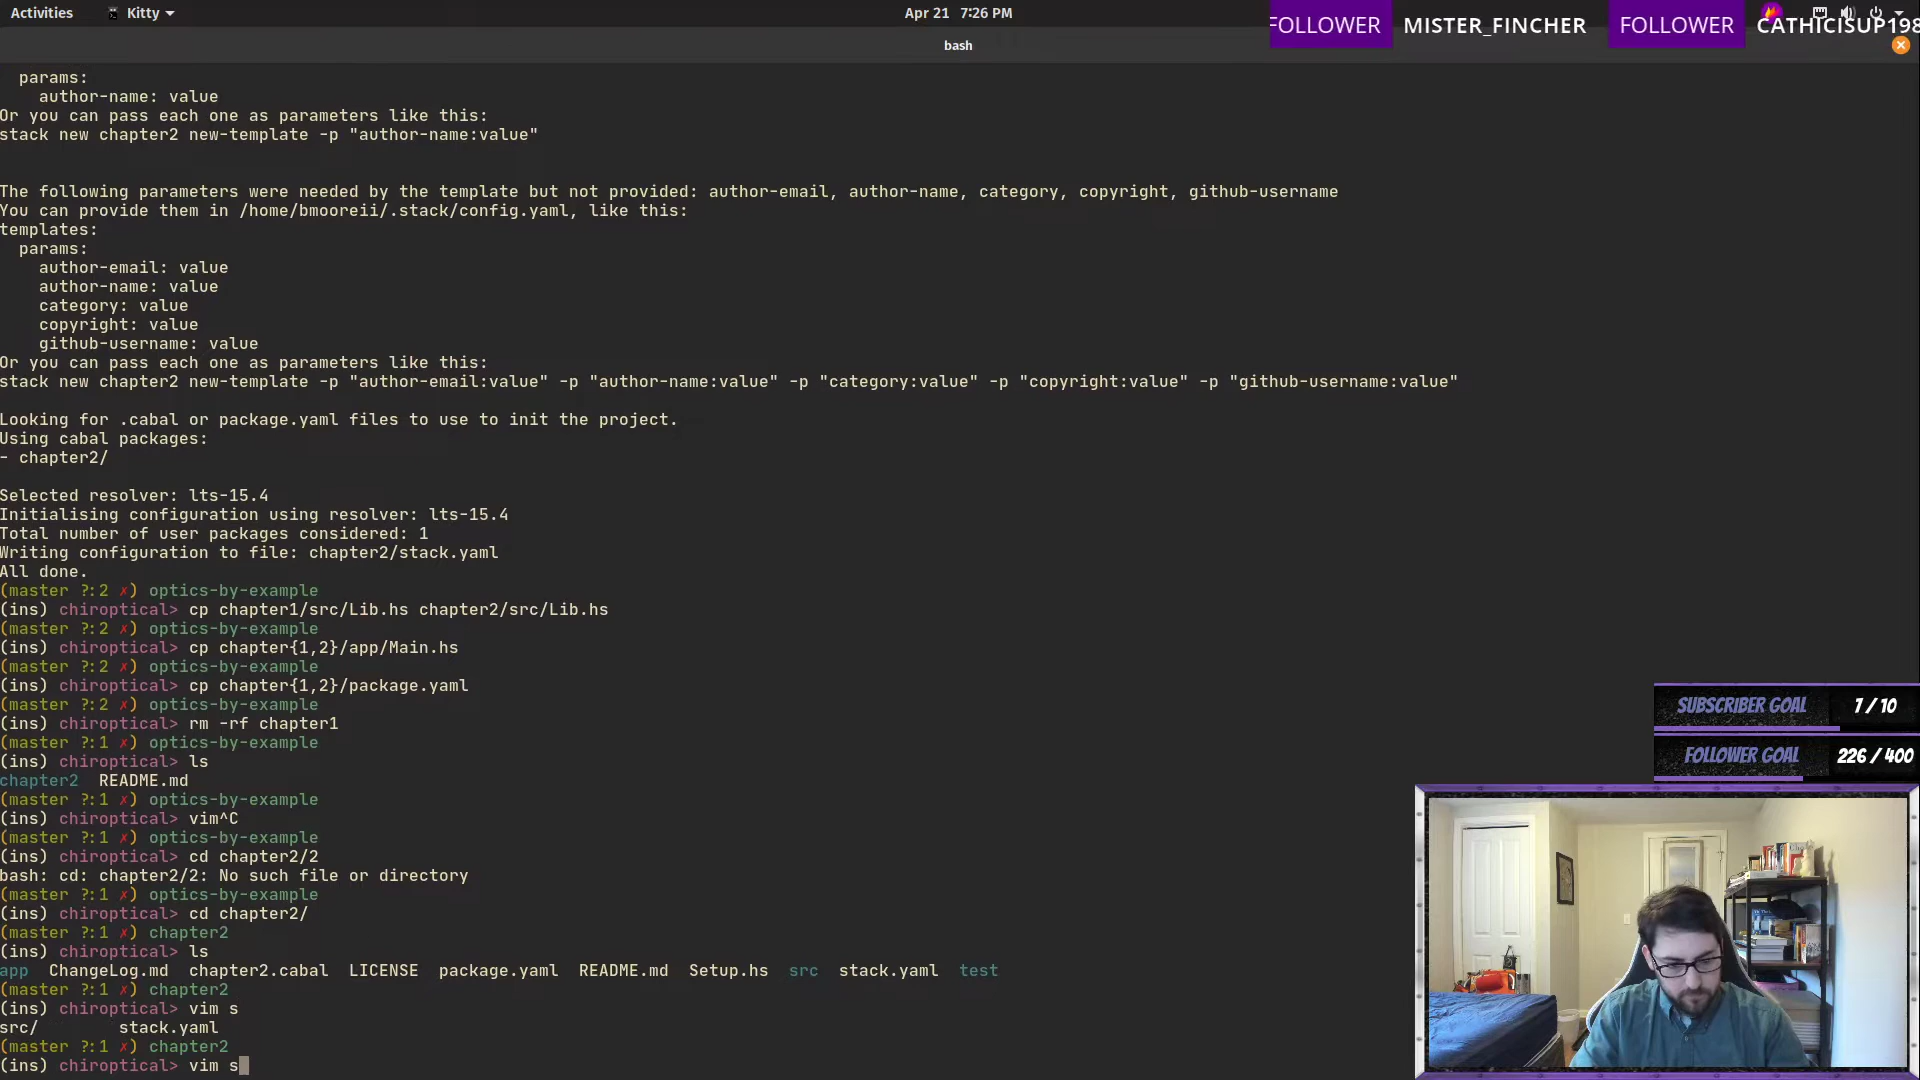 Activities
Kitty
Apr 21 7:26 PM
FOLLOWER MISTER_FINCHER FOLLOWER CATHICISUP198
bash
params:
author-name: value
Or you can pass each one as parameters like this:
stack new chapter2 new-template -p "author-name:value"
The following parameters were needed by the template but not provided: author-email, author-name, category, copyright, github-username
You can provide them in /home/bmooreii/.stack/config.yaml, like this:
templates:
params:
author-email: value
author-name: value
category: value
copyright: value
github-username: value
Or you can pass each one as parameters like this:
stack new chapter2 new-template -p "author-email:value" -p "author-name:value" -p "category:value" -p "copyright:value" -p "github-username:value"
Looking for .cabal or package.yaml files to use to init the project.
Using cabal packages:
- chapter2/
Selected resolver: lts-15.4
Initialising configuration using resolver: lts-15.4
Total number of user packages considered: 1
Writing configuration to file: chapter2/stack.yaml
All done.
(master ?:2 ✗) optics-by-example
(ins) chiroptical> cp chapter1/src/Lib.hs chapter2/src/Lib.hs
(master ?:2 ✗) optics-by-example
(ins) chiroptical> cp chapter{1,2}/app/Main.hs
(master ?:2 ✗) optics-by-example
(ins) chiroptical> cp chapter{1,2}/package.yaml
(master ?:2 ✗) optics-by-example
(ins) chiroptical> rm -rf chapter1
(master ?:1 ✗) optics-by-example
(ins) chiroptical> ls
chapter2 README.md
(master ?:1 ✗) optics-by-example
(ins) chiroptical> vim^C
(master ?:1 ✗) optics-by-example
(ins) chiroptical> cd chapter2/2
bash: cd: chapter2/2: No such file or directory
(master ?:1 ✗) optics-by-example
(ins) chiroptical> cd chapter2/
(master ?:1 ✗) chapter2
(ins) chiroptical> ls
app ChangeLog.md chapter2.cabal LICENSE package.yaml README.md Setup.hs src stack.yaml test
(master ?:1 ✗) chapter2
(ins) chiroptical> vim s
src/ stack.yaml
(master ?:1 ✗) chapter2
(ins) chiroptical> vim s
SUBSCRIBER GOAL 7 / 10
FOLLOWER GOAL 226 / 400